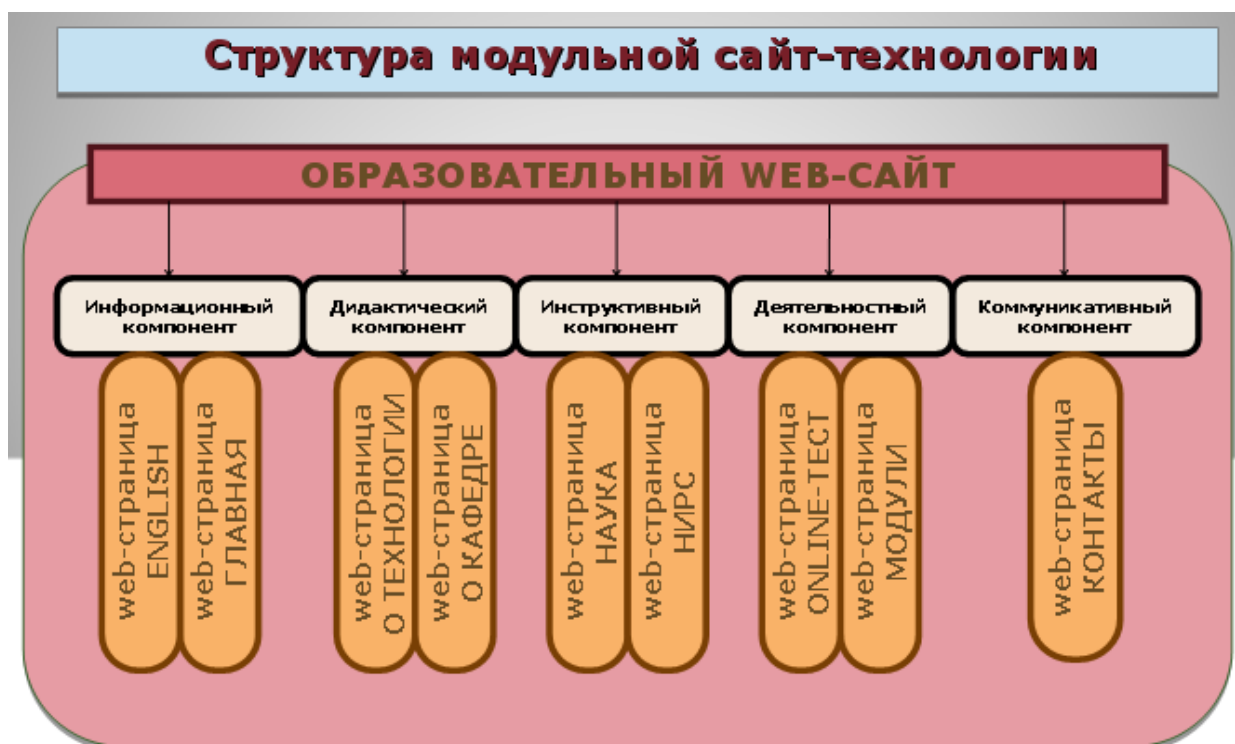 Структура модульной сайт-технологии
ОБРАЗОВАТЕЛЬНЫЙ WEB-САЙТ
Информационный
компонент
Дидактический
компонент
Инструктивный
компонент
Деятельностный
компонент
Коммуникативный
компонент
web-страница
ENGLISH
web-страница
ГЛАВНАЯ
web-страница
О ТЕХНОЛОГИИ
web-страница
О КАФЕДРЕ
web-страница
НАУКА
web-страница
НИРС
web-страница
ONLINE-ТЕСТ
web-страница
МОДУЛИ
web-страница
КОНТАКТЫ